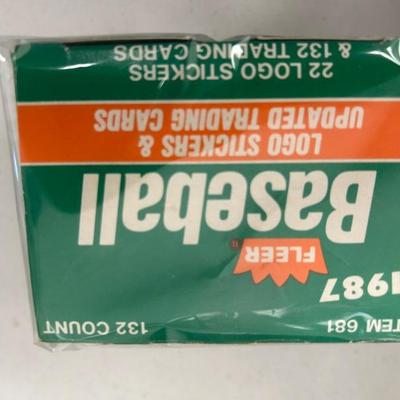 TEM 681 132 COUNT
1987
FLEER
Baseball
LOGO STICKERS &
UPDATED TRADING CARDS
22 LOGO STICKERS
& 132 TRADING CARDS